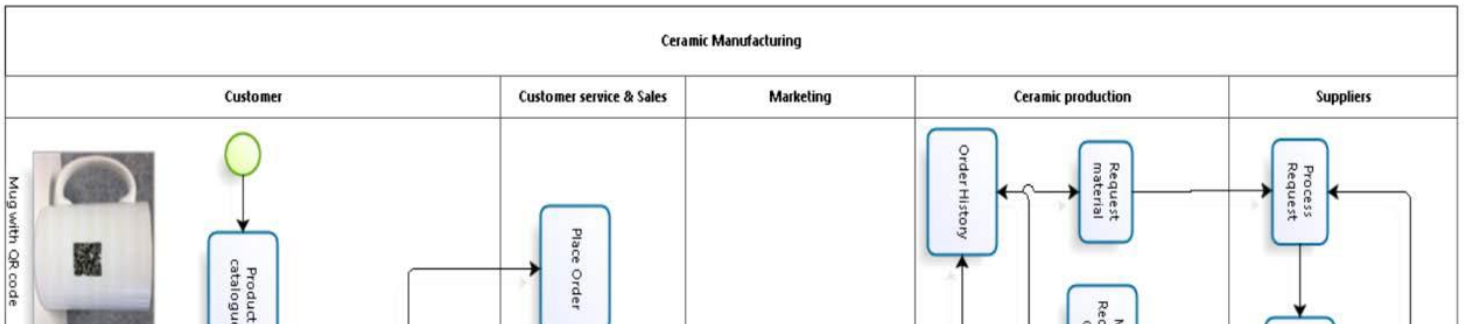 Ceramic Manufacturing
Customer
Customer service & Sales
Marketing
Ceramic production
Suppliers
Mug with QR code
Product
catalogue
Place Order
Order History
Request
material
Process
Request